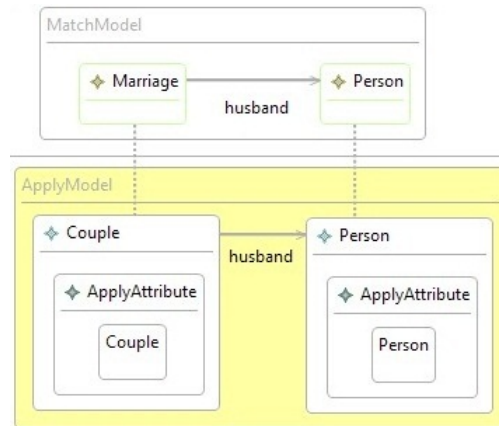 MatchModel
Marriage
Person
husband
ApplyModel
Couple
Person
husband
ApplyAttribute
ApplyAttribute
Couple
Person